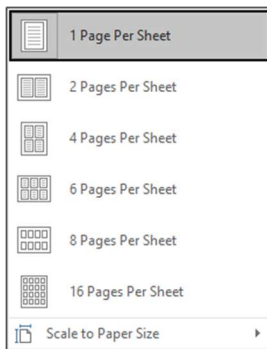 1 Page Per Sheet
2 Pages Per Sheet
4 Pages Per Sheet
6 Pages Per Sheet
8 Pages Per Sheet
16 Pages Per Sheet
Scale to Paper Size